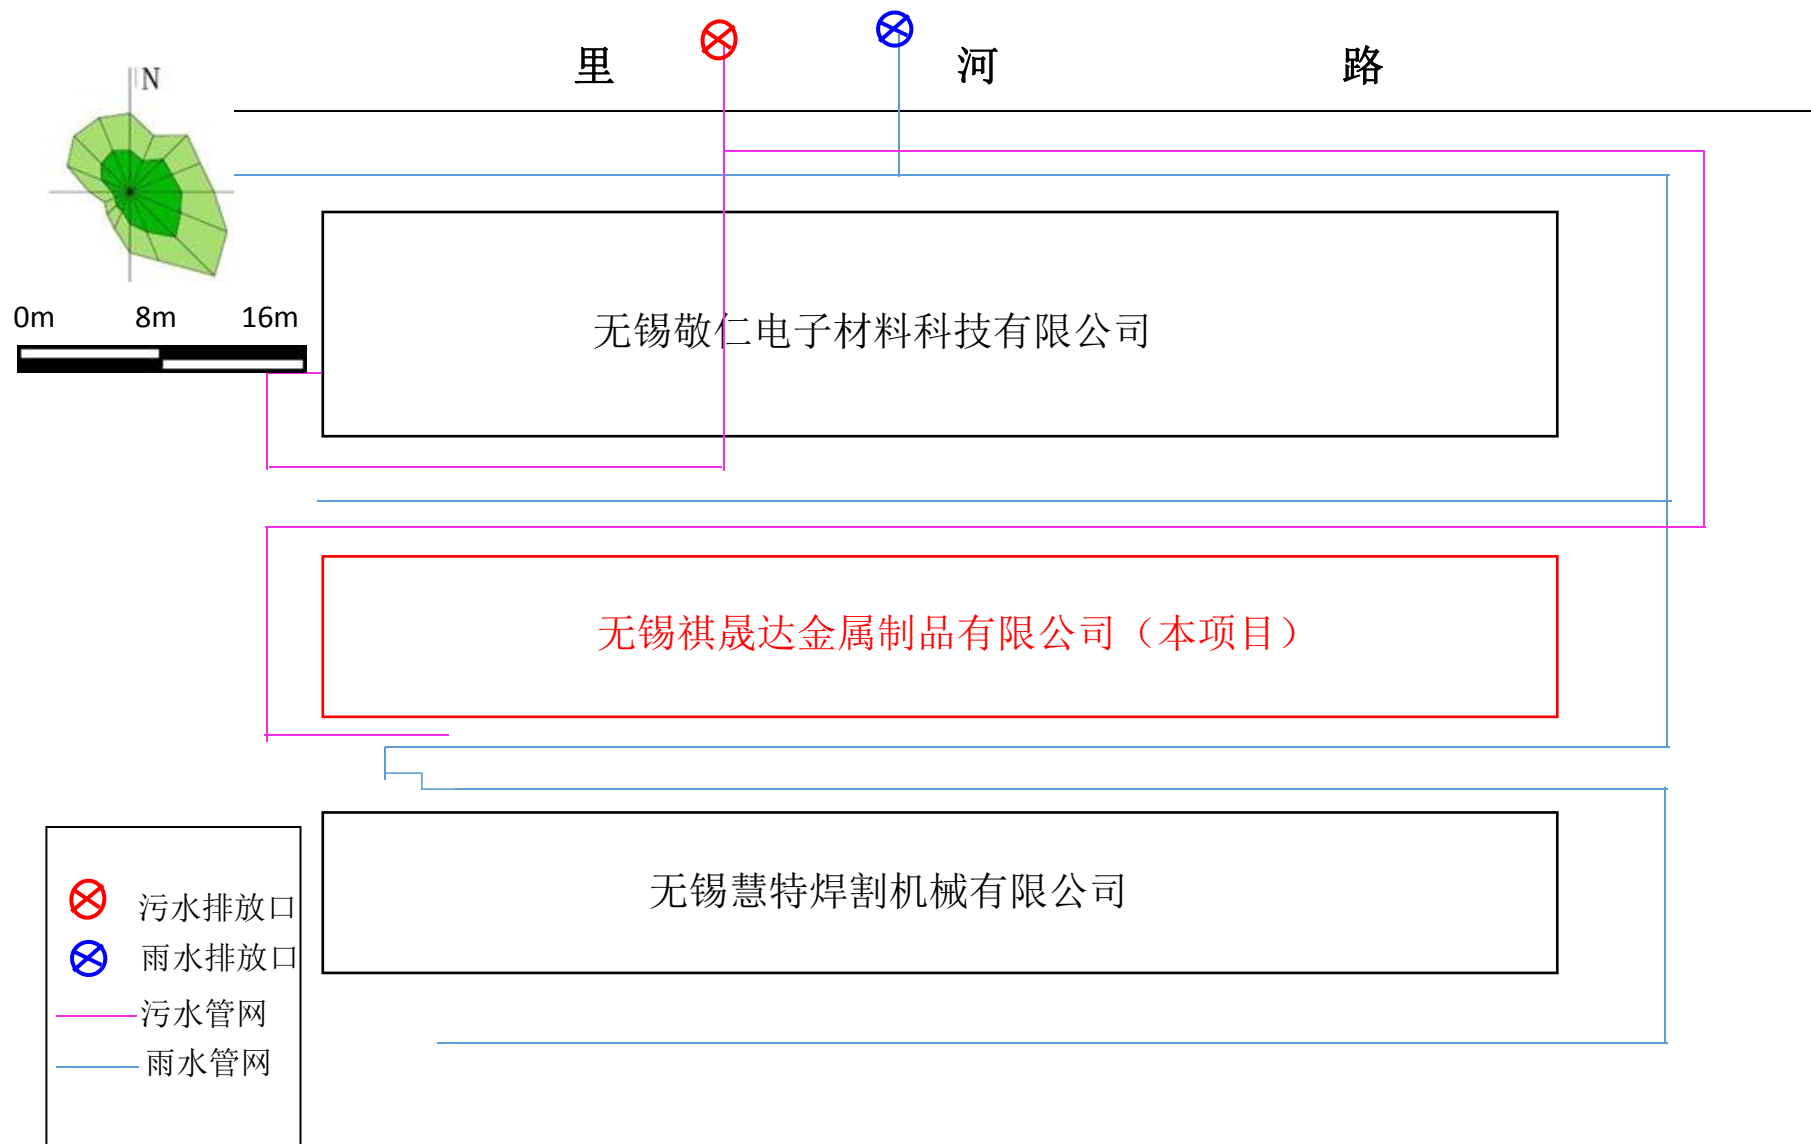 里 河 路
N
0m 8m 16m
无锡敬仁电子材料科技有限公司
无锡祺晟达金属制品有限公司（本项目）
无锡慧特焊割机械有限公司
污水排放口
雨水排放口
污水管网
雨水管网